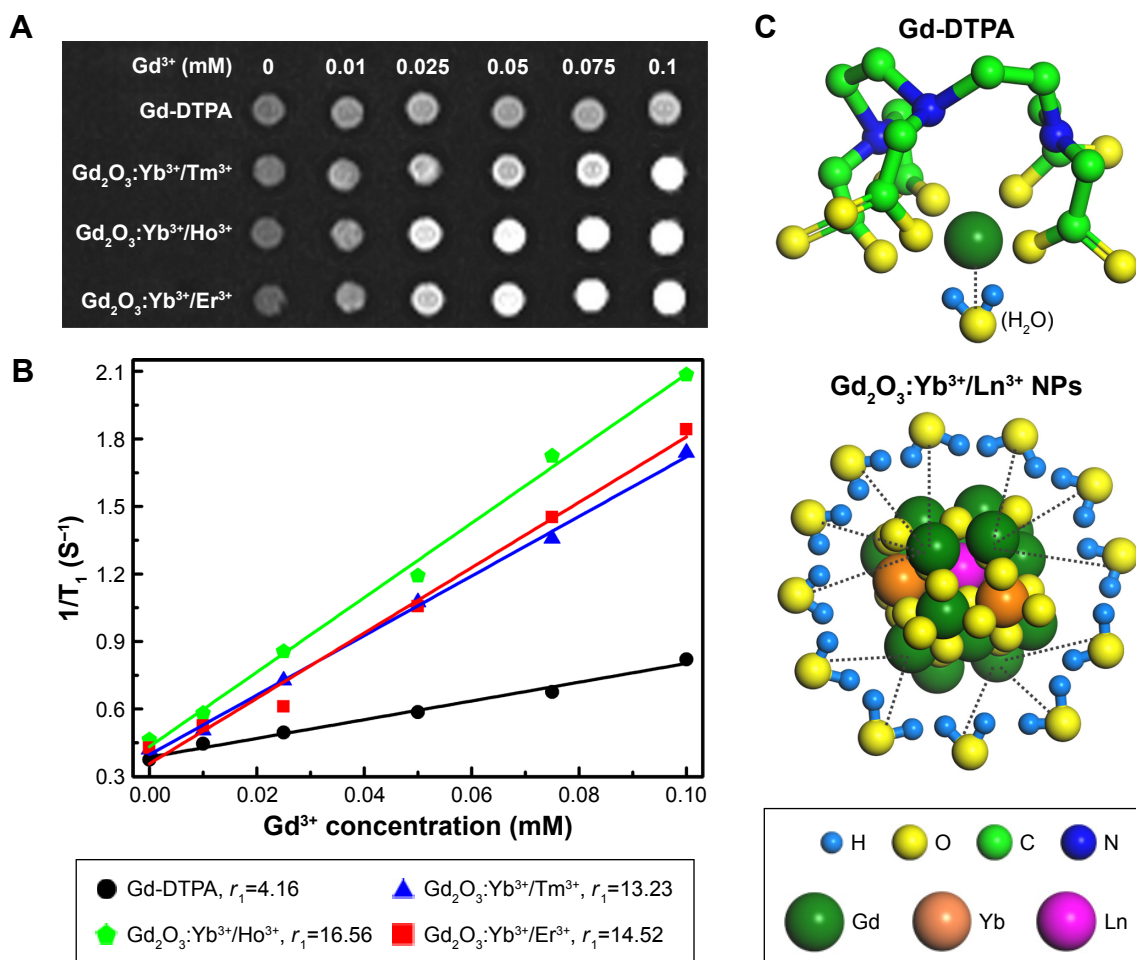 A
Gd³⁺ (mM) 0 0.01 0.025 0.05 0.075 0.1
Gd-DTPA
Gd₂O₃:Yb³⁺/Tm³⁺
Gd₂O₃:Yb³⁺/Ho³⁺
Gd₂O₃:Yb³⁺/Er³⁺
B
2.1
1.8
1.5
1.2
0.9
0.6
0.3
1/T₁ (S⁻¹)
0.00 0.02 0.04 0.06 0.08 0.10
Gd³⁺ concentration (mM)
Gd-DTPA, r₁=4.16
Gd₂O₃:Yb³⁺/Tm³⁺, r₁=13.23
Gd₂O₃:Yb³⁺/Ho³⁺, r₁=16.56
Gd₂O₃:Yb³⁺/Er³⁺, r₁=14.52
C
Gd-DTPA
(H₂O)
Gd₂O₃:Yb³⁺/Ln³⁺ NPs
H O C N
Gd Yb Ln